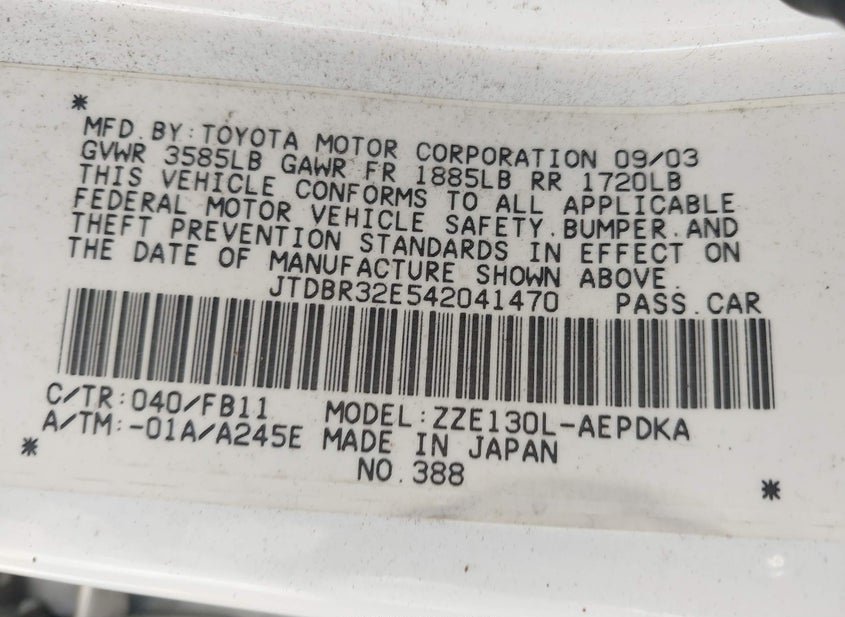 *
MFD.BY:TOYOTA MOTOR CORPORATION 09/03
GVWR 3585LB GAWR FR 1885LB RR 1720LB
THIS VEHICLE CONFORMS TO ALL APPLICABLE
FEDERAL MOTOR VEHICLE SAFETY.BUMPER.AND
THEFT PREVENTION STANDARDS IN EFFECT ON
THE DATE OF MANUFACTURE SHOWN ABOVE.
JTDBR32E542041470 PASS.CAR
C/TR:040/FB11 MODEL:ZZE130L-AEPDKA
A/TM:-01A/A245E MADE IN JAPAN
* NO.388 *